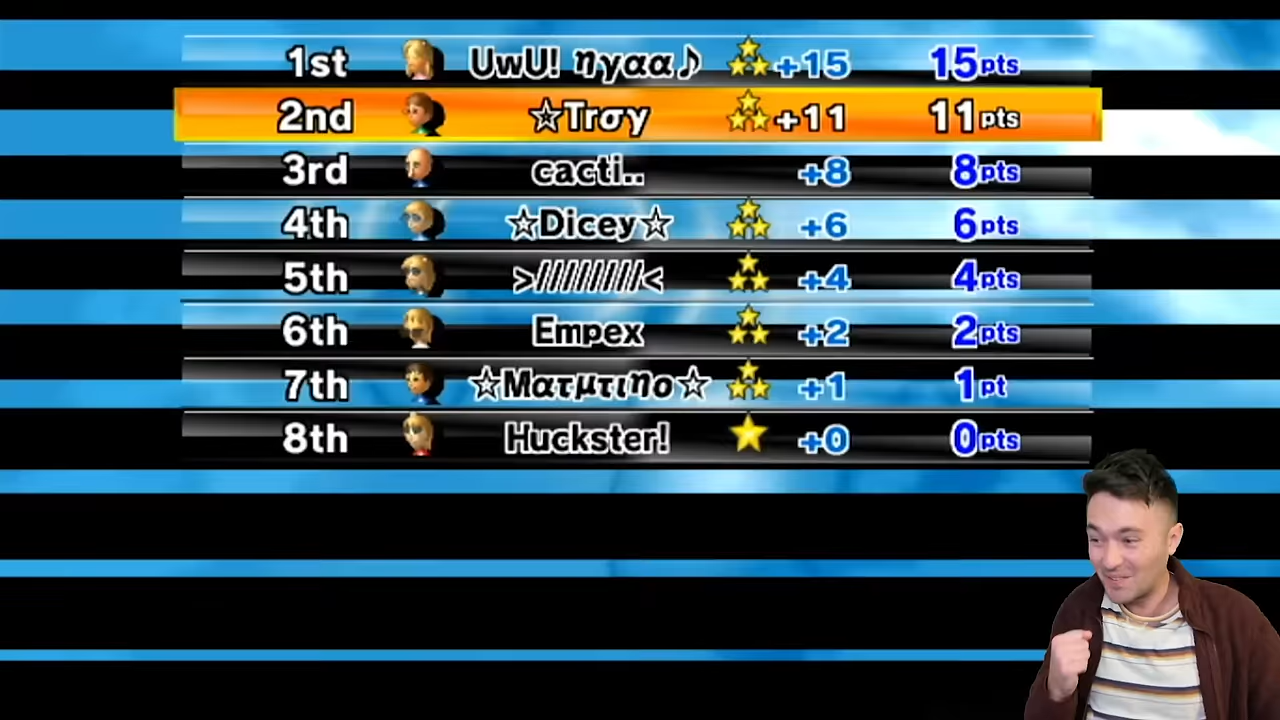 1st UwU! ηγαα♪ +15 15pts
2nd ☆Trσy +11 11pts
3rd cacti.. +8 8pts
4th ☆Dicey☆ +6 6pts
5th >/////////< +4 4pts
6th Empex +2 2pts
7th ☆Mατμτιηο☆ +1 1pt
8th Huckster! +0 0pts